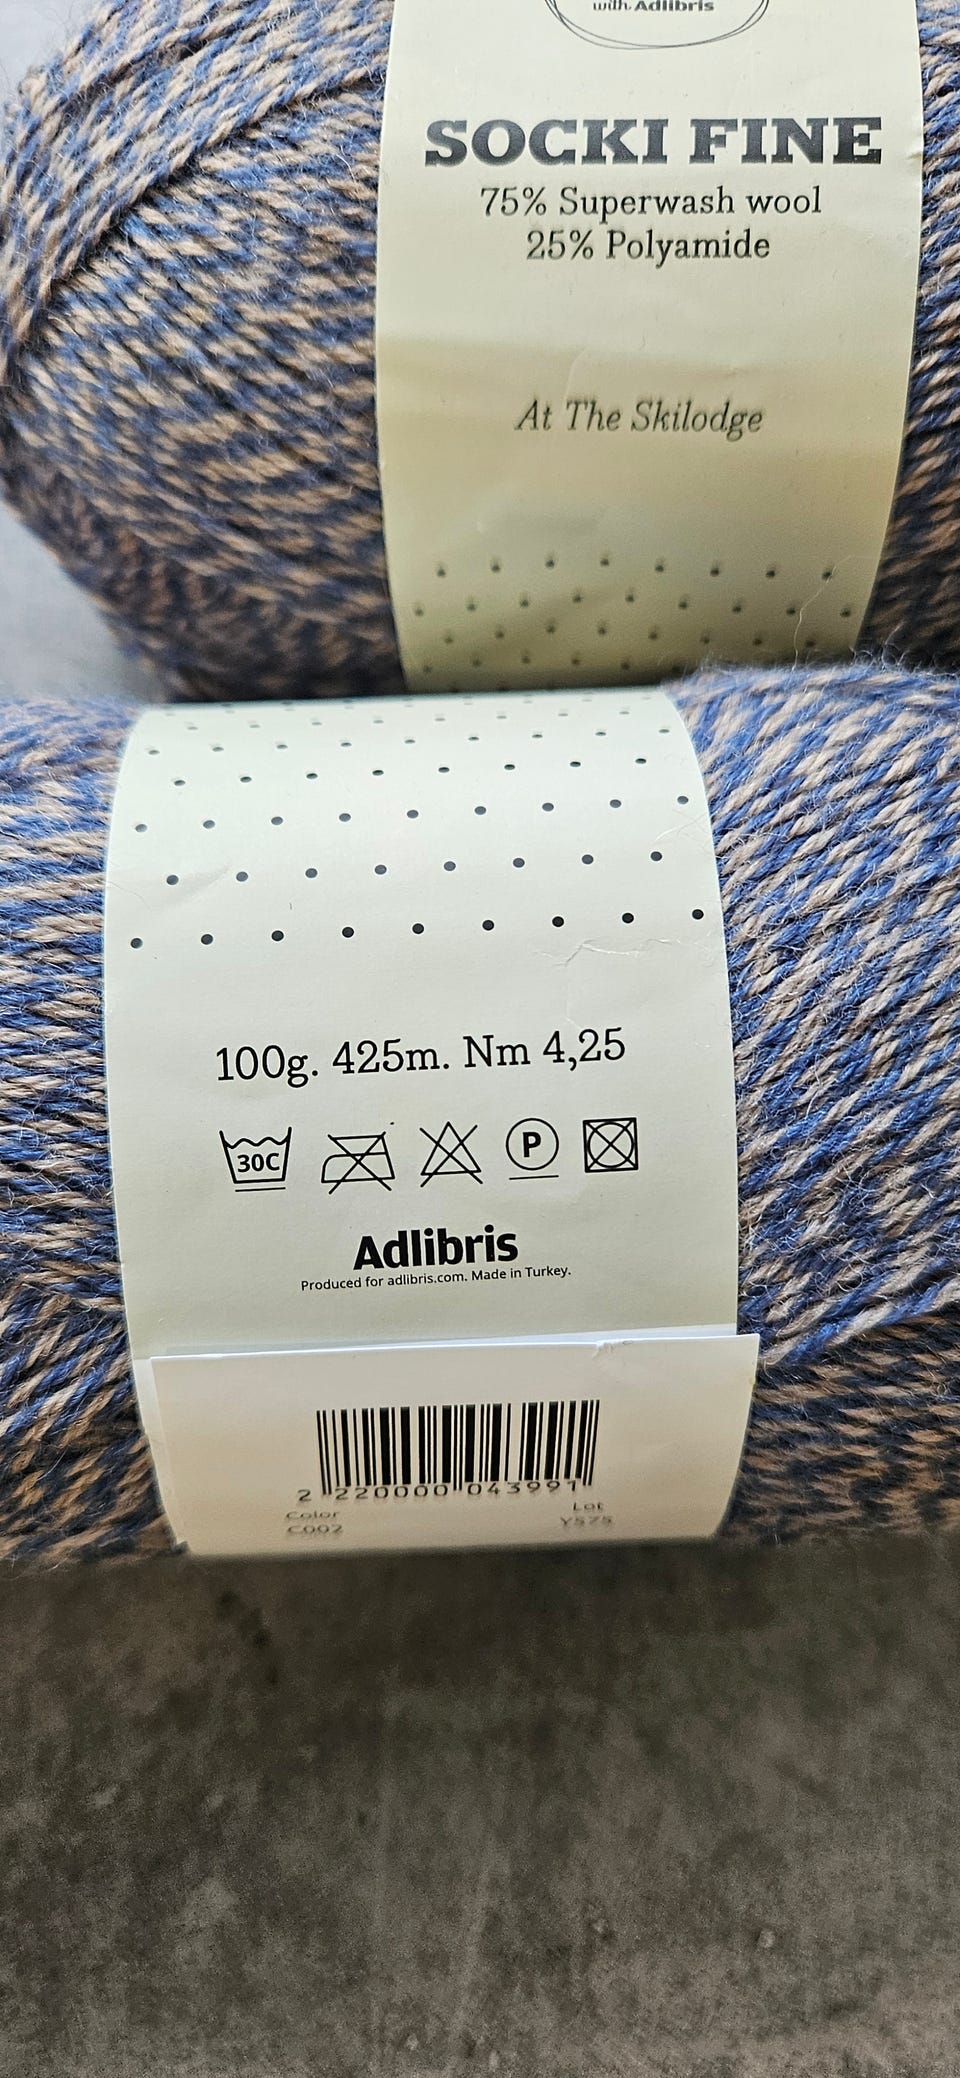 with Adlibris
SOCKI FINE
75% Superwash wool
25% Polyamide
At The Skilodge
100g. 425m. Nm 4,25
30C P
Adlibris
Produced for adlibris.com. Made in Turkey.
2 220000 043991
Color Lot
C002 Y575